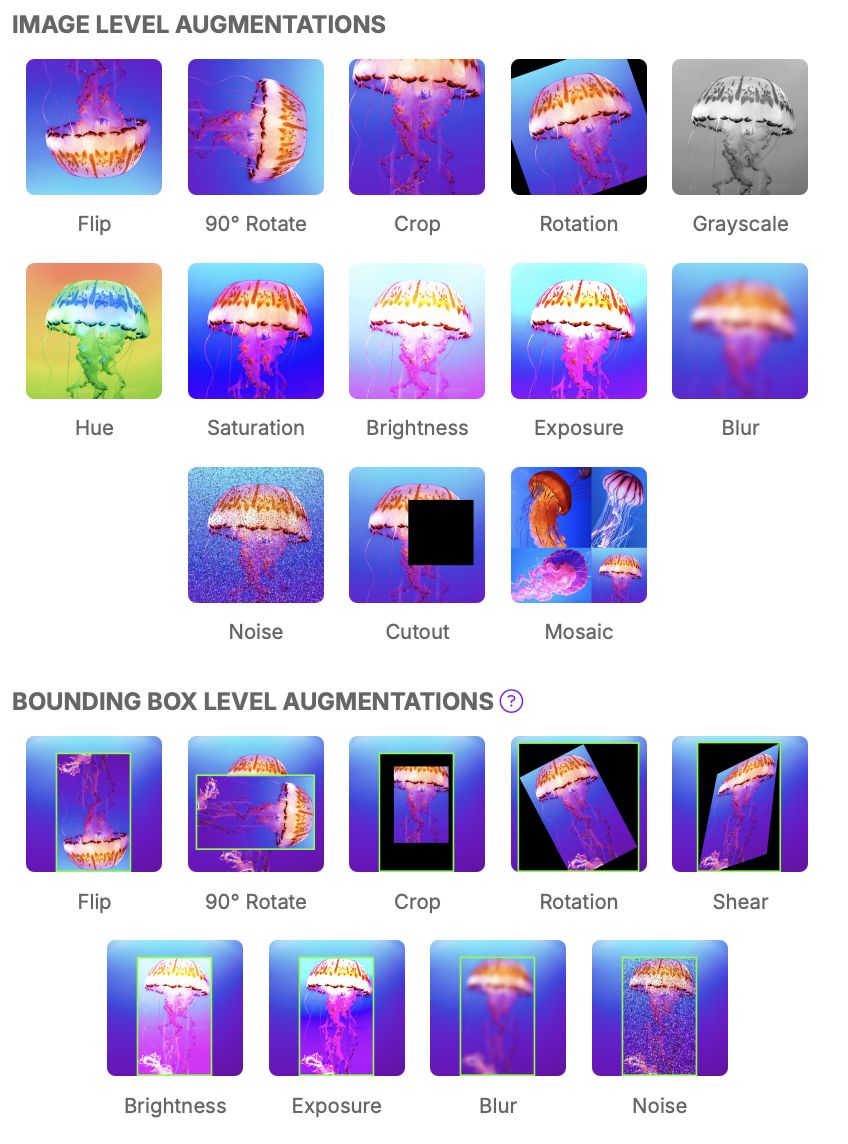 IMAGE LEVEL AUGMENTATIONS
Flip
90° Rotate
Crop
Rotation
Grayscale
Hue
Saturation
Brightness
Exposure
Blur
Noise
Cutout
Mosaic
BOUNDING BOX LEVEL AUGMENTATIONS ?
Flip
90° Rotate
Crop
Rotation
Shear
Brightness
Exposure
Blur
Noise